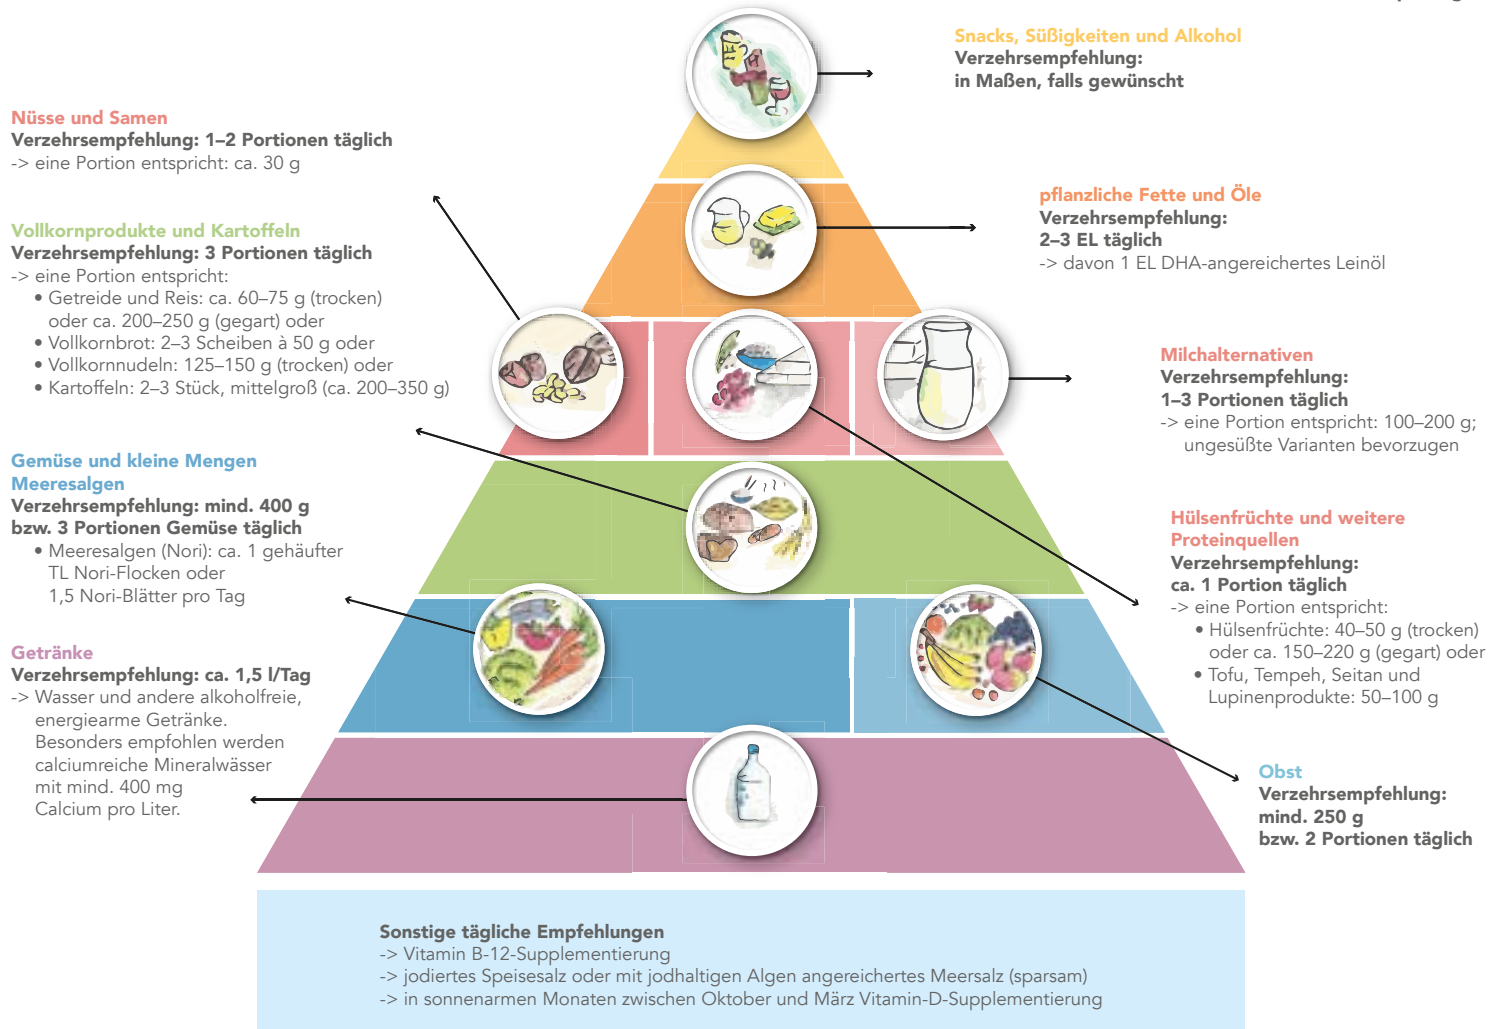 Snacks, Süßigkeiten und Alkohol
Verzehrsempfehlung:
in Maßen, falls gewünscht
Nüsse und Samen
Verzehrsempfehlung: 1–2 Portionen täglich
-> eine Portion entspricht: ca. 30 g
pflanzliche Fette und Öle
Verzehrsempfehlung:
2–3 EL täglich
-> davon 1 EL DHA-angereichertes Leinöl
Vollkornprodukte und Kartoffeln
Verzehrsempfehlung: 3 Portionen täglich
-> eine Portion entspricht:
• Getreide und Reis: ca. 60–75 g (trocken)
oder ca. 200–250 g (gegart) oder
• Vollkornbrot: 2–3 Scheiben à 50 g oder
• Vollkornnudeln: 125–150 g (trocken) oder
• Kartoffeln: 2–3 Stück, mittelgroß (ca. 200–350 g)
Milchalternativen
Verzehrsempfehlung:
1–3 Portionen täglich
-> eine Portion entspricht: 100–200 g;
ungesüßte Varianten bevorzugen
Gemüse und kleine Mengen
Meeresalgen
Verzehrsempfehlung: mind. 400 g
bzw. 3 Portionen Gemüse täglich
• Meeresalgen (Nori): ca. 1 gehäufter
TL Nori-Flocken oder
1,5 Nori-Blätter pro Tag
Hülsenfrüchte und weitere
Proteinquellen
Verzehrsempfehlung:
ca. 1 Portion täglich
-> eine Portion entspricht:
• Hülsenfrüchte: 40–50 g (trocken)
oder ca. 150–220 g (gegart) oder
• Tofu, Tempeh, Seitan und
Lupinenprodukte: 50–100 g
Getränke
Verzehrsempfehlung: ca. 1,5 l/Tag
-> Wasser und andere alkoholfreie,
energiearme Getränke.
Besonders empfohlen werden
calciumreiche Mineralwässer
mit mind. 400 mg
Calcium pro Liter.
Obst
Verzehrsempfehlung:
mind. 250 g
bzw. 2 Portionen täglich
Sonstige tägliche Empfehlungen
-> Vitamin B-12-Supplementierung
-> jodiertes Speisesalz oder mit jodhaltigen Algen angereichertes Meersalz (sparsam)
-> in sonnenarmen Monaten zwischen Oktober und März Vitamin-D-Supplementierung